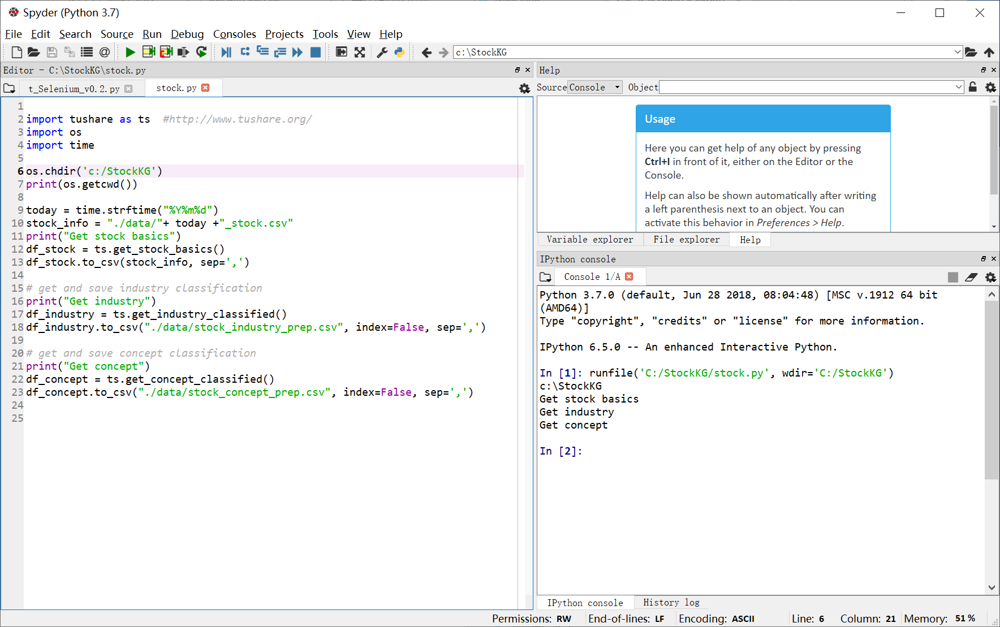 Spyder (Python 3.7)
File Edit Search Source Run Debug Consoles Projects Tools View Help
c:\StockKG
Editor - C:\StockKG\stock.py
t_Selenium_v0.2.py
stock.py
1
2 import tushare as ts  #http://www.tushare.org/
3 import os
4 import time
5
6 os.chdir('c:/StockKG')
7 print(os.getcwd())
8
9 today = time.strftime("%Y%m%d")
10 stock_info = "./data/"+ today +"_stock.csv"
11 print("Get stock basics")
12 df_stock = ts.get_stock_basics()
13 df_stock.to_csv(stock_info, sep=',')
14
15 # get and save industry classification
16 print("Get industry")
17 df_industry = ts.get_industry_classified()
18 df_industry.to_csv("./data/stock_industry_prep.csv", index=False, sep=',')
19
20 # get and save concept classification
21 print("Get concept")
22 df_concept = ts.get_concept_classified()
23 df_concept.to_csv("./data/stock_concept_prep.csv", index=False, sep=',')
24
25
Help
Source Console Object
Usage
Here you can get help of any object by pressing
Ctrl+I in front of it, either on the Editor or the
Console.
Help can also be shown automatically after writing
a left parenthesis next to an object. You can
activate this behavior in Preferences > Help.
Variable explorer File explorer Help
IPython console
Console 1/A
Python 3.7.0 (default, Jun 28 2018, 08:04:48) [MSC v.1912 64 bit
(AMD64)]
Type "copyright", "credits" or "license" for more information.
IPython 6.5.0 -- An enhanced Interactive Python.
In [1]: runfile('C:/StockKG/stock.py', wdir='C:/StockKG')
c:\StockKG
Get stock basics
Get industry
Get concept
In [2]:
IPython console History log
Permissions: RW End-of-lines: LF Encoding: ASCII Line: 6 Column: 21 Memory: 51 %